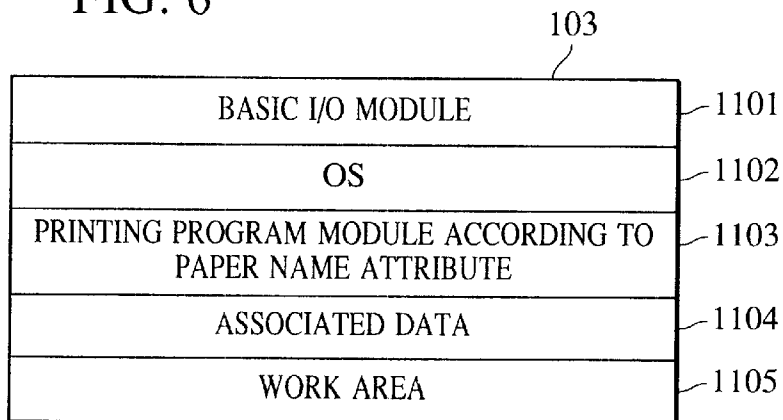 FIG. 6
103
BASIC I/O MODULE
1101
OS
1102
PRINTING PROGRAM MODULE ACCORDING TO
PAPER NAME ATTRIBUTE
1103
ASSOCIATED DATA
1104
WORK AREA
1105